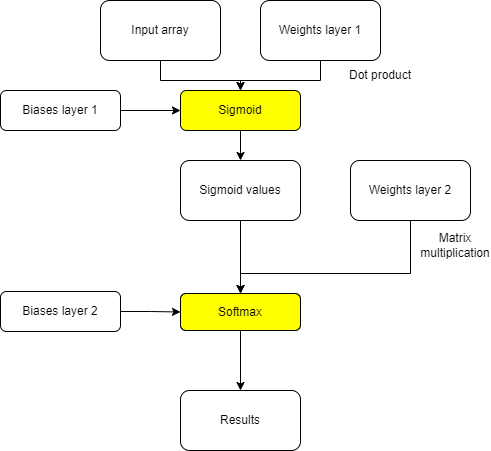 Input array
Weights layer 1
Dot product
Biases layer 1
Sigmoid
Sigmoid values
Weights layer 2
Matrix
multiplication
Biases layer 2
Softmax
Results